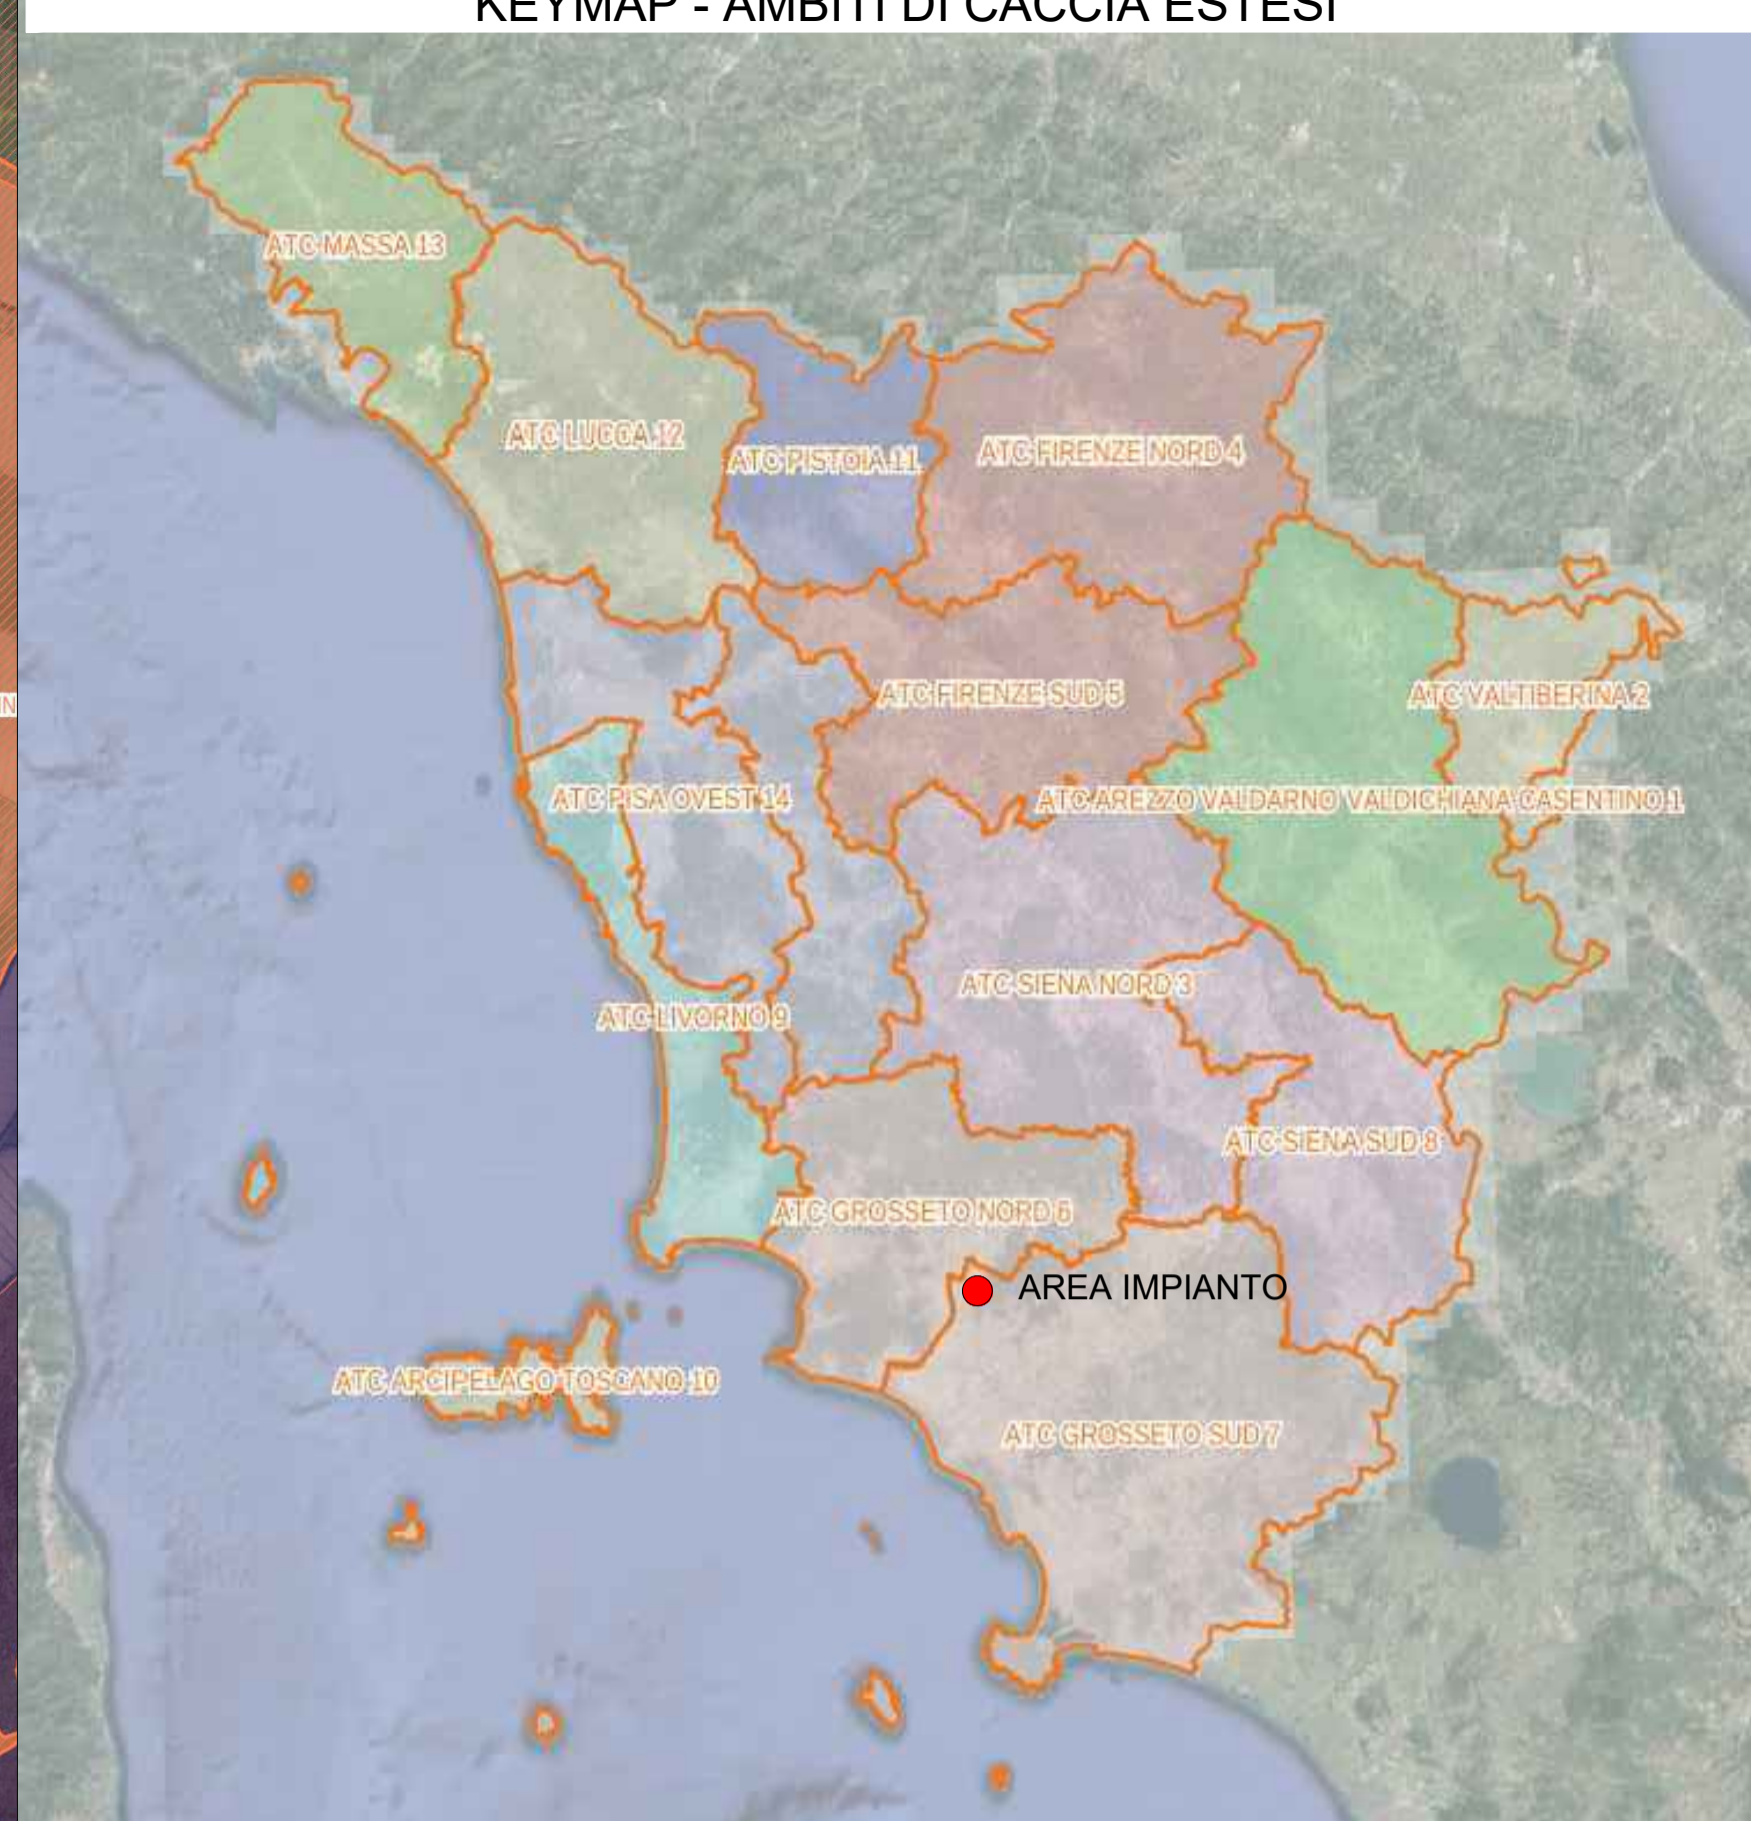 KEYMAP - AMBITI DI CACCIA ESTESI
ATC MASSA 13
ATC LUCCA 12
ATC PISTOIA 11
ATC FIRENZE NORD 4
ATC FIRENZE SUD 5
ATC VALTIBERINA 2
IN
ATC PISA OVEST 14
ATC AREZZO VALDARNO VALDICHIANA CASENTINO 1
ATC SIENA NORD 3
ATC LIVORNO 9
ATC SIENA SUD 8
ATC GROSSETO NORD 6
AREA IMPIANTO
ATC ARCIPELAGO TOSCANO 10
ATC GROSSETO SUD 7